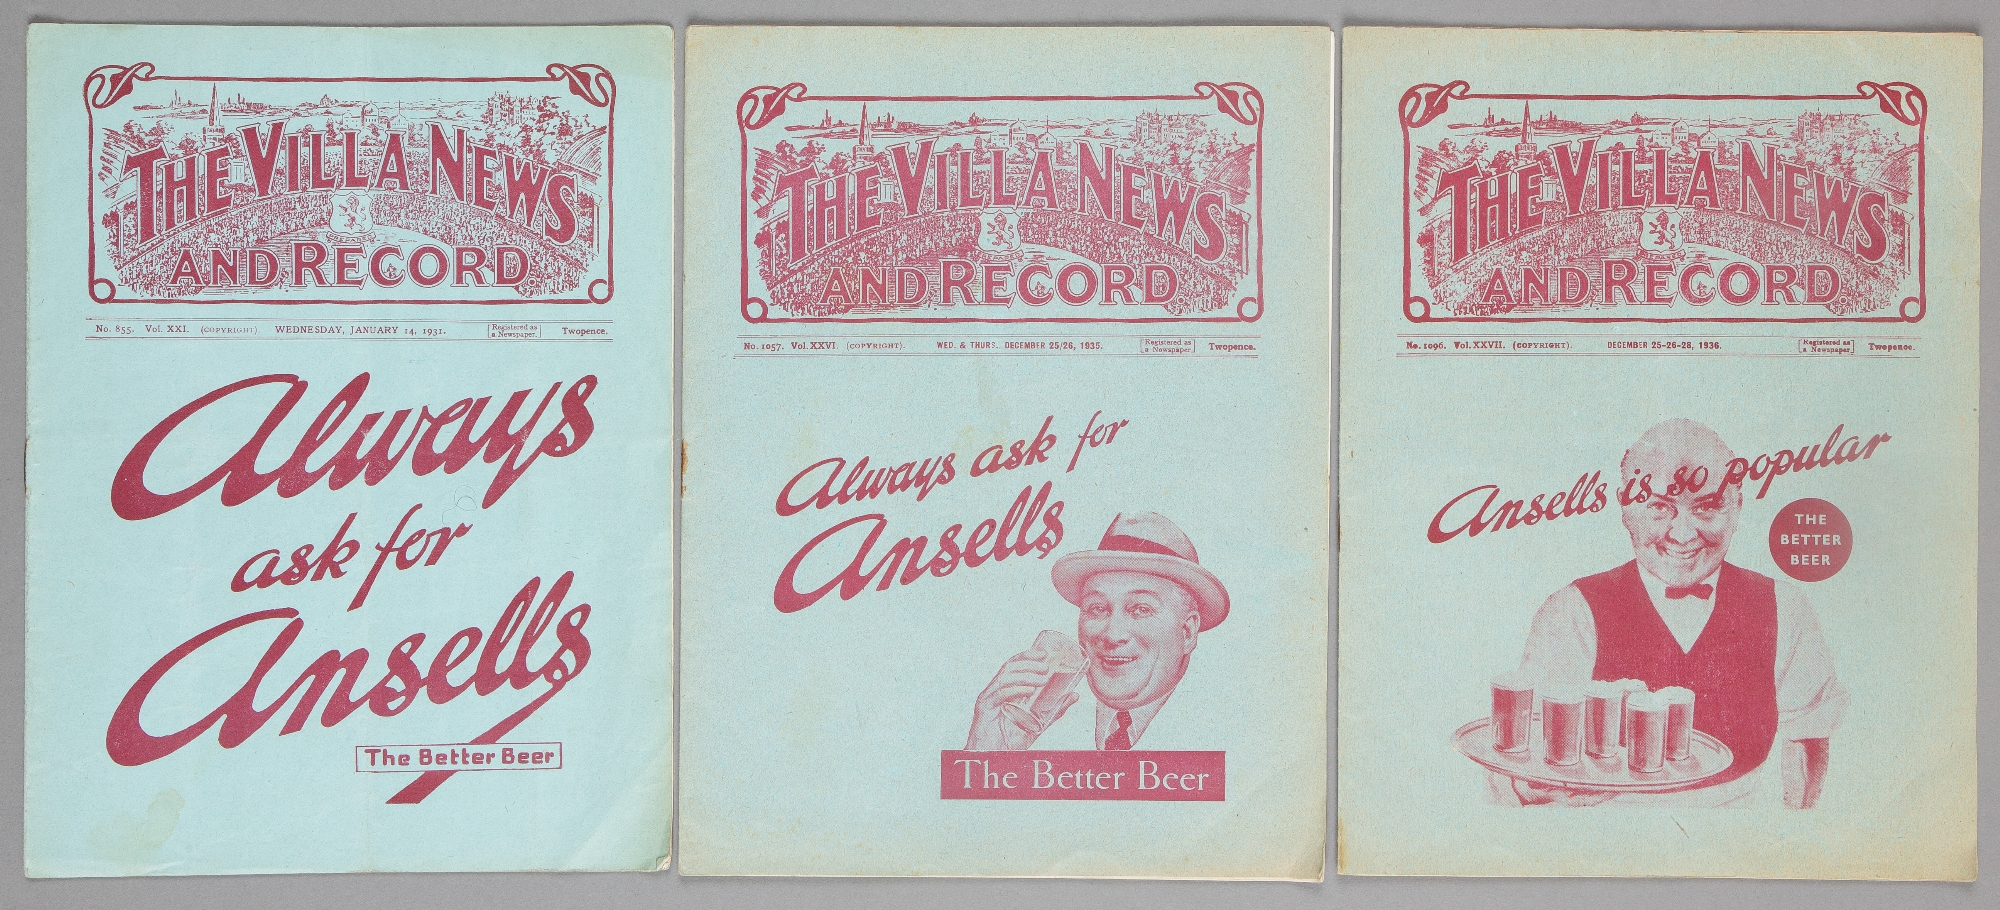 THE VILLA NEWS
AND RECORD.
No. 855. Vol. XXI. (COPYRIGHT). WEDNESDAY, JANUARY 14, 1931. Registered as a Newspaper. Twopence.
Always
ask for
Ansells
The Better Beer
THE VILLA NEWS
AND RECORD.
No. 1057. Vol. XXVI. (COPYRIGHT). WED. & THURS. DECEMBER 25/26, 1935. Registered as a Newspaper Twopence.
Always ask for
Ansells
The Better Beer
THE VILLA NEWS
AND RECORD.
No. 1096. Vol. XXVII. (COPYRIGHT). DECEMBER 25-26-28, 1936. Registered as a Newspaper Twopence.
Ansells is so popular
THE
BETTER
BEER